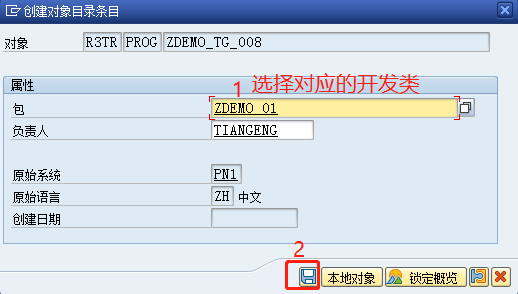 创建对象目录条目
对象 R3TR PROG ZDEMO_TG_008
属性
1 选择对应的开发类
包 ZDEMO_01
负责人 TIANGENG
原始系统 PN1
原始语言 ZH 中文
创建日期
2
本地对象 锁定概览